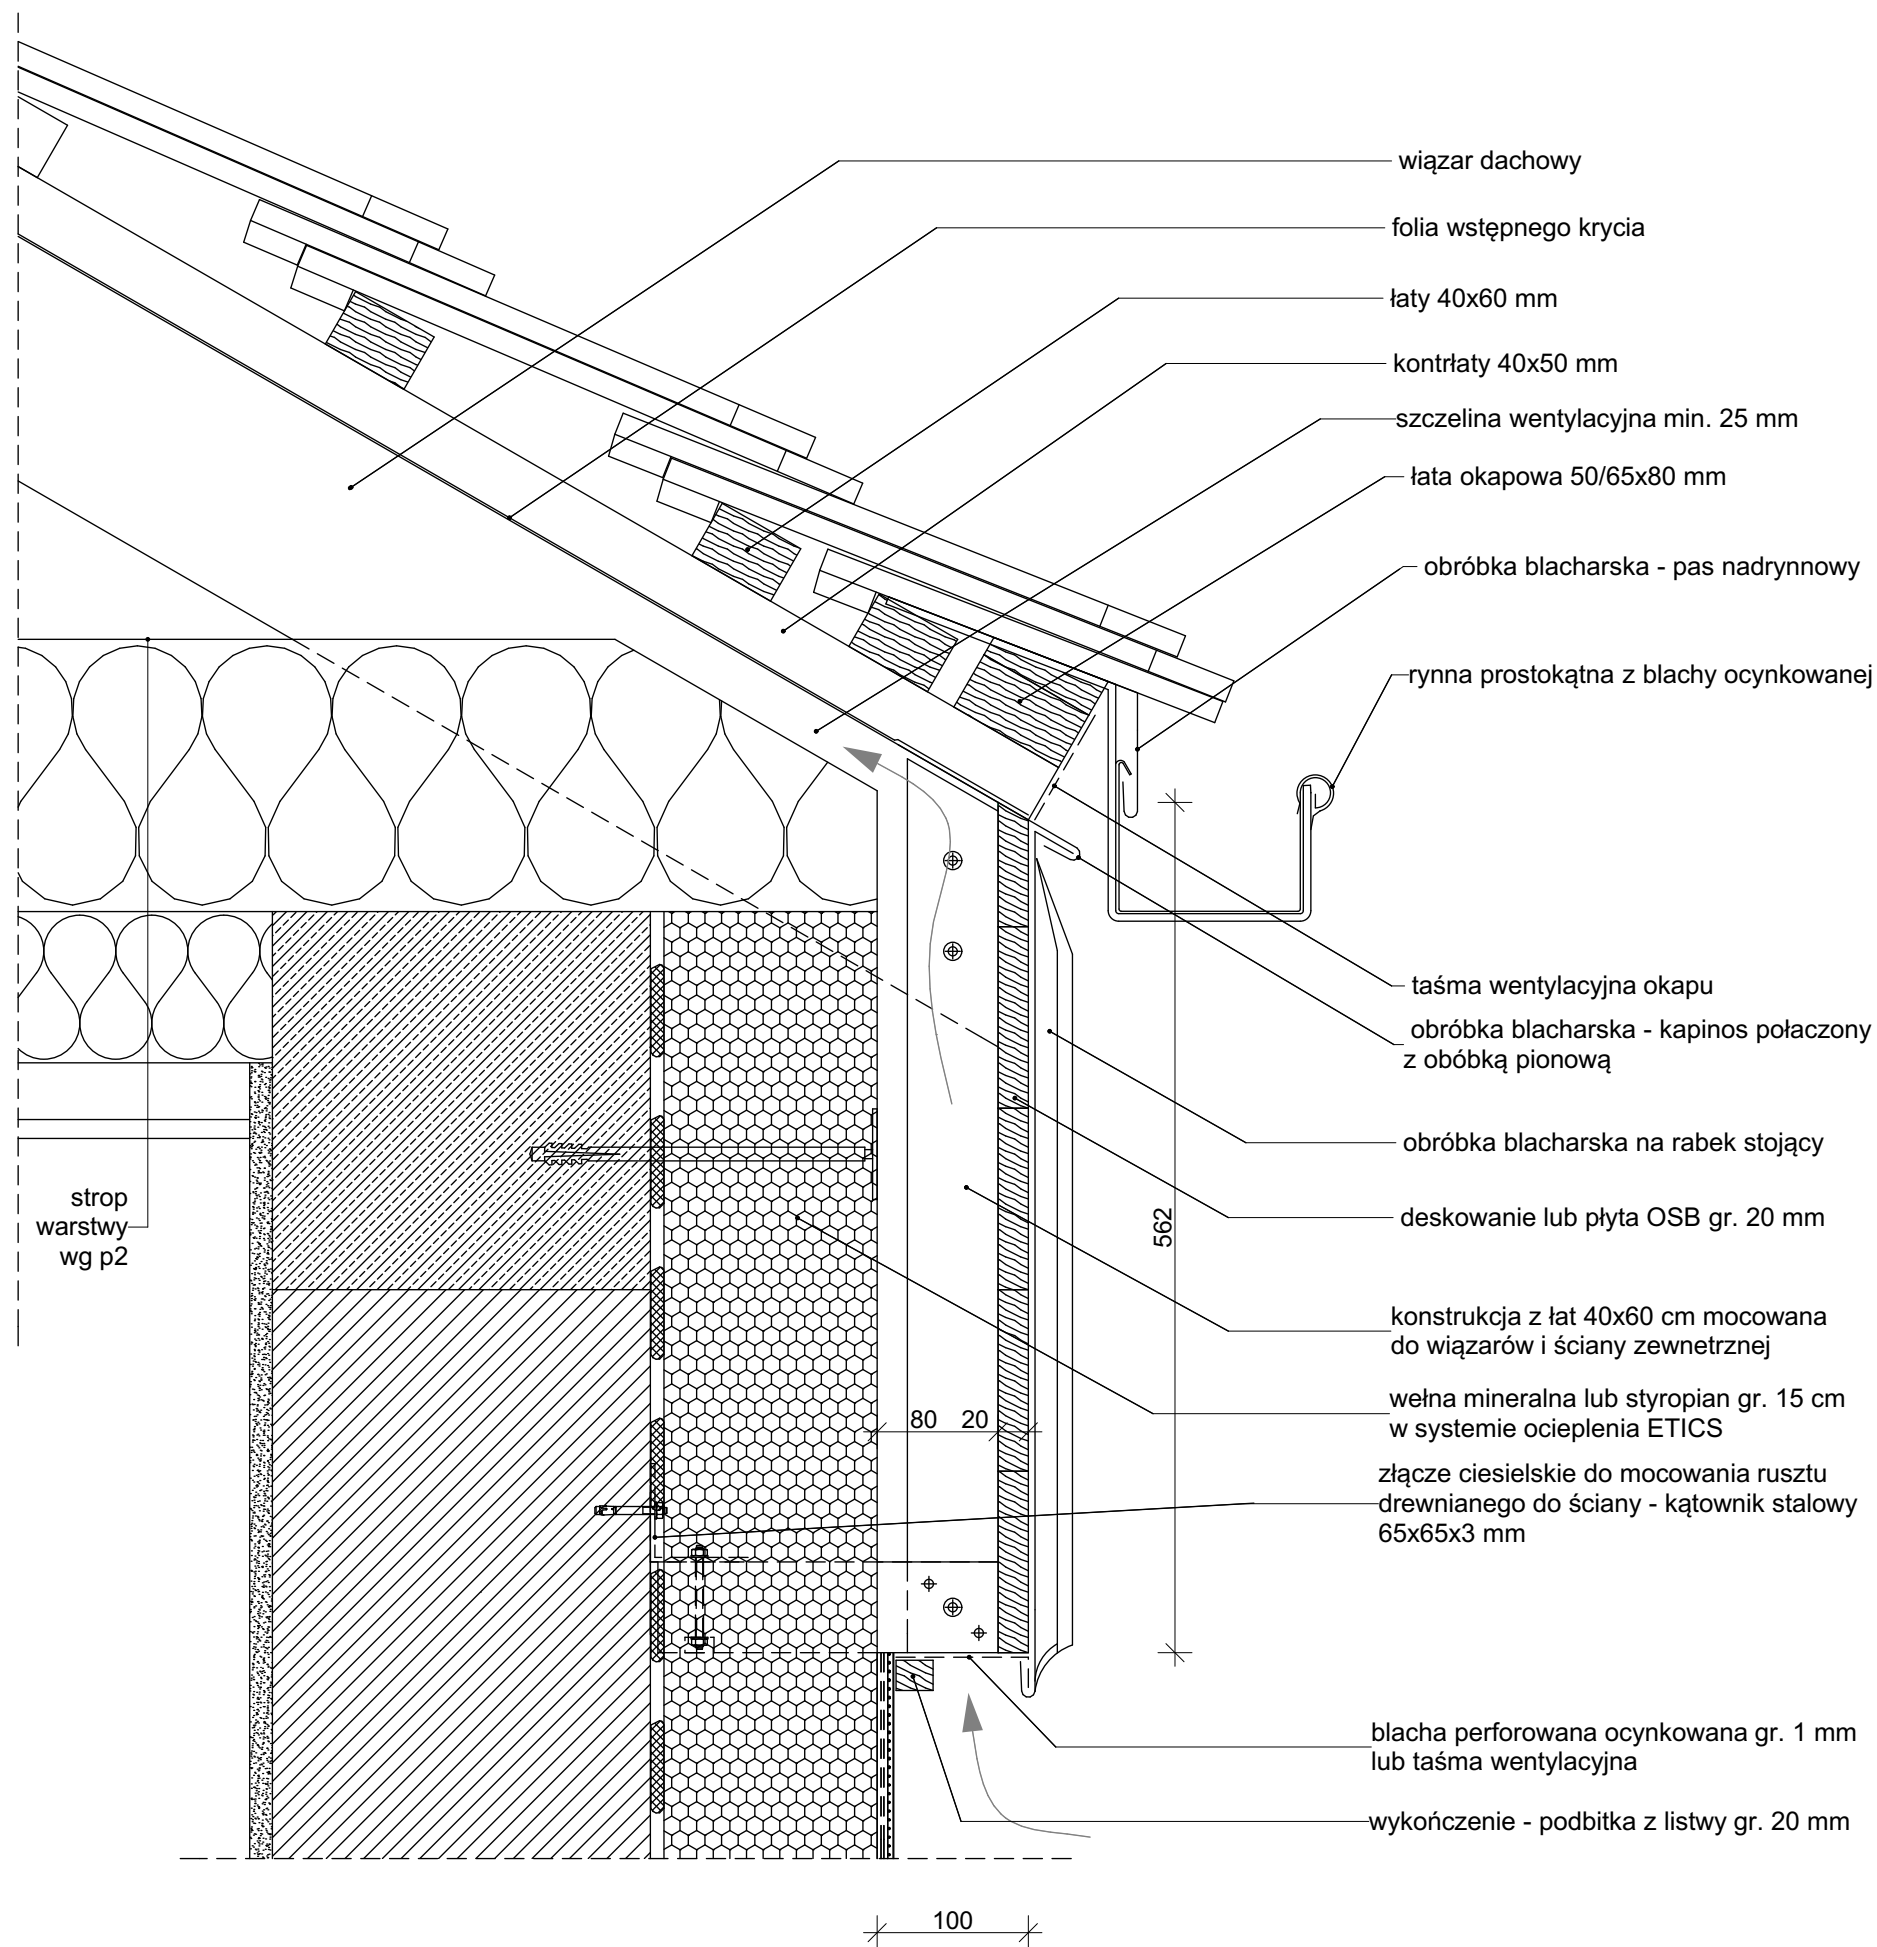 wiązar dachowy
folia wstępnego krycia
łaty 40x60 mm
kontrłaty 40x50 mm
szczelina wentylacyjna min. 25 mm
łata okapowa 50/65x80 mm
obróbka blacharska - pas nadrynnowy
rynna prostokątna z blachy ocynkowanej
taśma wentylacyjna okapu
obróbka blacharska - kapinos połaczony
z obóbką pionową
obróbka blacharska na rabek stojący
strop
warstwy
wg p2
562
deskowanie lub płyta OSB gr. 20 mm
konstrukcja z łat 40x60 cm mocowana
do wiązarów i ściany zewnetrznej
wełna mineralna lub styropian gr. 15 cm
w systemie ocieplenia ETICS
80 20
złącze ciesielskie do mocowania rusztu
drewnianego do ściany - kątownik stalowy
65x65x3 mm
blacha perforowana ocynkowana gr. 1 mm
lub taśma wentylacyjna
wykończenie - podbitka z listwy gr. 20 mm
100